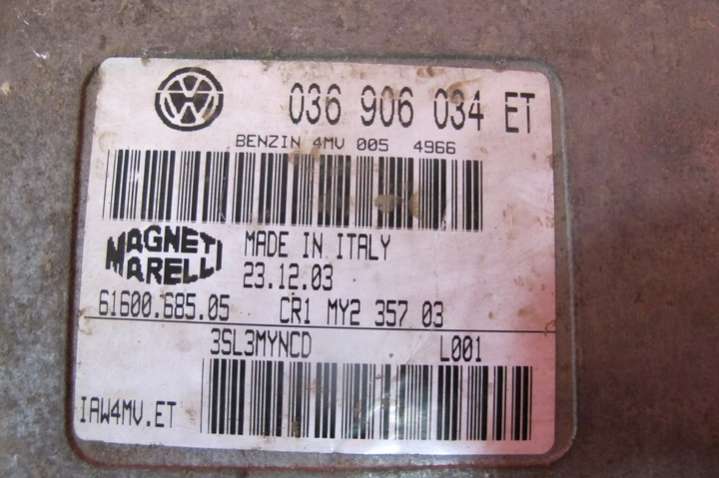 036 906 034 ET
BENZIN 4MV 005 4966
MAGNETI MARELLI
MADE IN ITALY
23.12.03
61600.685.05 CR1 MY2 357 03
3SL3MYNCD L001
IAW4MV.ET